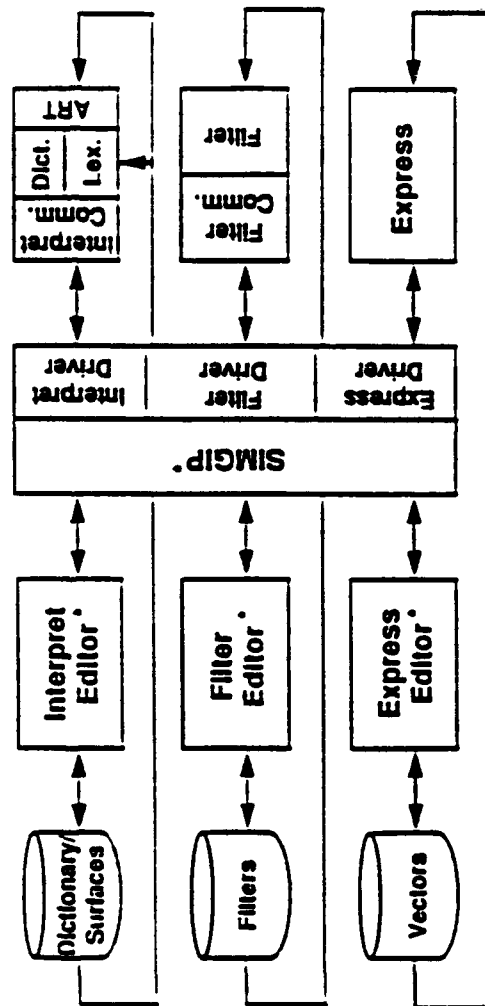 Dictionary/
Surfaces
Interpret
Editor*
SIMGIP*
Interpret
Driver
Interpret
Comm.
Dict.
Lex.
ART
Filters
Filter
Editor*
Filter
Driver
Filter
Comm.
Filter
Vectors
Express
Editor*
Express
Driver
Express